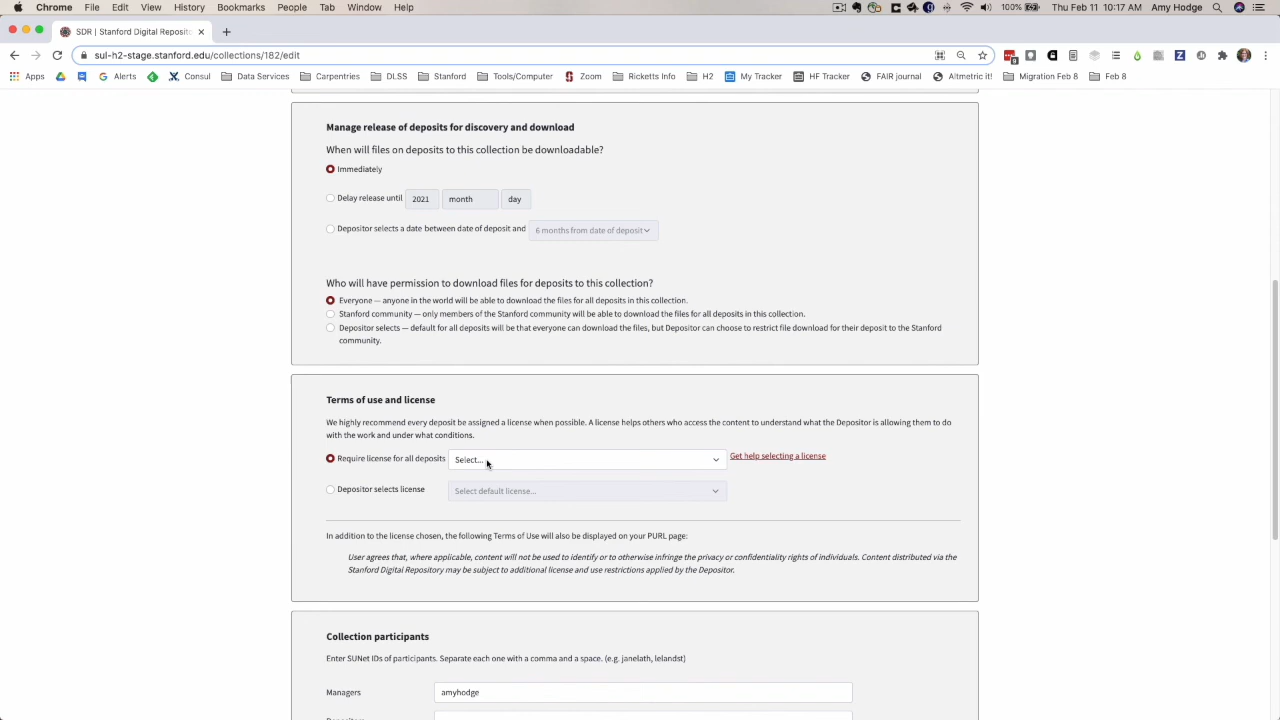 Chrome File Edit View History Bookmarks People Tab Window Help 100% Thu Feb 11 10:17 AM Amy Hodge
SDR | Stanford Digital Reposito
sul-h2-stage.stanford.edu/collections/182/edit
Apps Alerts Consul Data Services Carpentries DLSS Stanford Tools/Computer Zoom Ricketts Info H2 My Tracker HF Tracker FAIR journal Altmetric it! Migration Feb 8 Feb 8
Manage release of deposits for discovery and download
When will files on deposits to this collection be downloadable?
Immediately
Delay release until 2021 month day
Depositor selects a date between date of deposit and 6 months from date of deposit
Who will have permission to download files for deposits to this collection?
Everyone — anyone in the world will be able to download the files for all deposits in this collection.
Stanford community — only members of the Stanford community will be able to download the files for all deposits in this collection.
Depositor selects — default for all deposits will be that everyone can download the files, but Depositor can choose to restrict file download for their deposit to the Stanford
community.
Terms of use and license
We highly recommend every deposit be assigned a license when possible. A license helps others who access the content to understand what the Depositor is allowing them to do
with the work and under what conditions.
Require license for all deposits Select... Get help selecting a license
Depositor selects license Select default license...
In addition to the license chosen, the following Terms of Use will also be displayed on your PURL page:
User agrees that, where applicable, content will not be used to identify or to otherwise infringe the privacy or confidentiality rights of individuals. Content distributed via the
Stanford Digital Repository may be subject to additional license and use restrictions applied by the Depositor.
Collection participants
Enter SUNet IDs of participants. Separate each one with a comma and a space. (e.g. janelath, lelandst)
Managers amyhodge